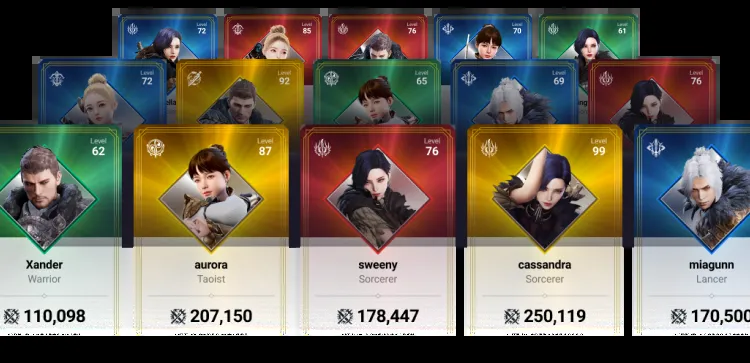 Level
72
Level
85
Level
76
Level
70
Level
61
Level
72
Level
92
Level
65
Level
69
Level
76
Level
62
Level
87
Level
76
Level
99
Xander
Warrior
110,098
aurora
Taoist
207,150
sweeny
Sorcerer
178,447
cassandra
Sorcerer
250,119
miagunn
Lancer
170,500